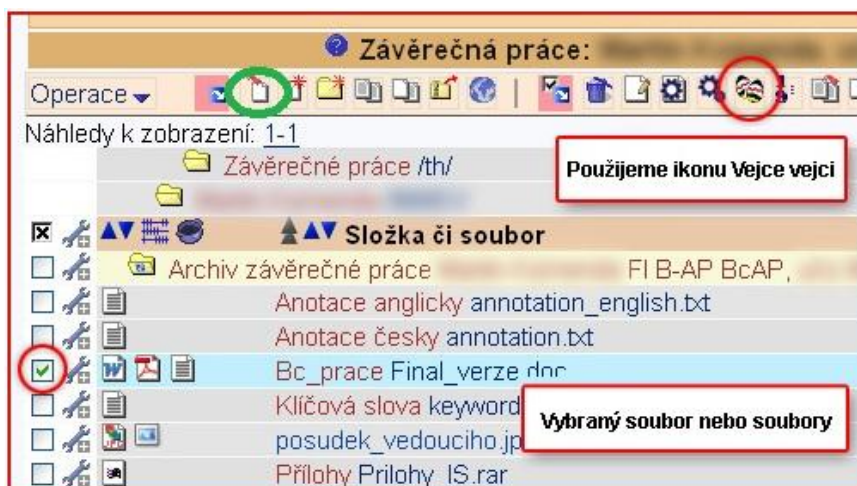 Závěrečná práce:
Operace
Náhledy k zobrazení: 1-1
Závěrečné práce /th/
Použijeme ikonu Vejce vejci
Složka či soubor
Archiv závěrečné práce FI B-AP BcAP,
Anotace anglicky annotation_english.txt
Anotace česky annotation.txt
Bc_prace Final_verze.doc
Klíčová slova keyword
Vybraný soubor nebo soubory
posudek_vedouciho.jp
Přílohy Prilohy_IS.rar